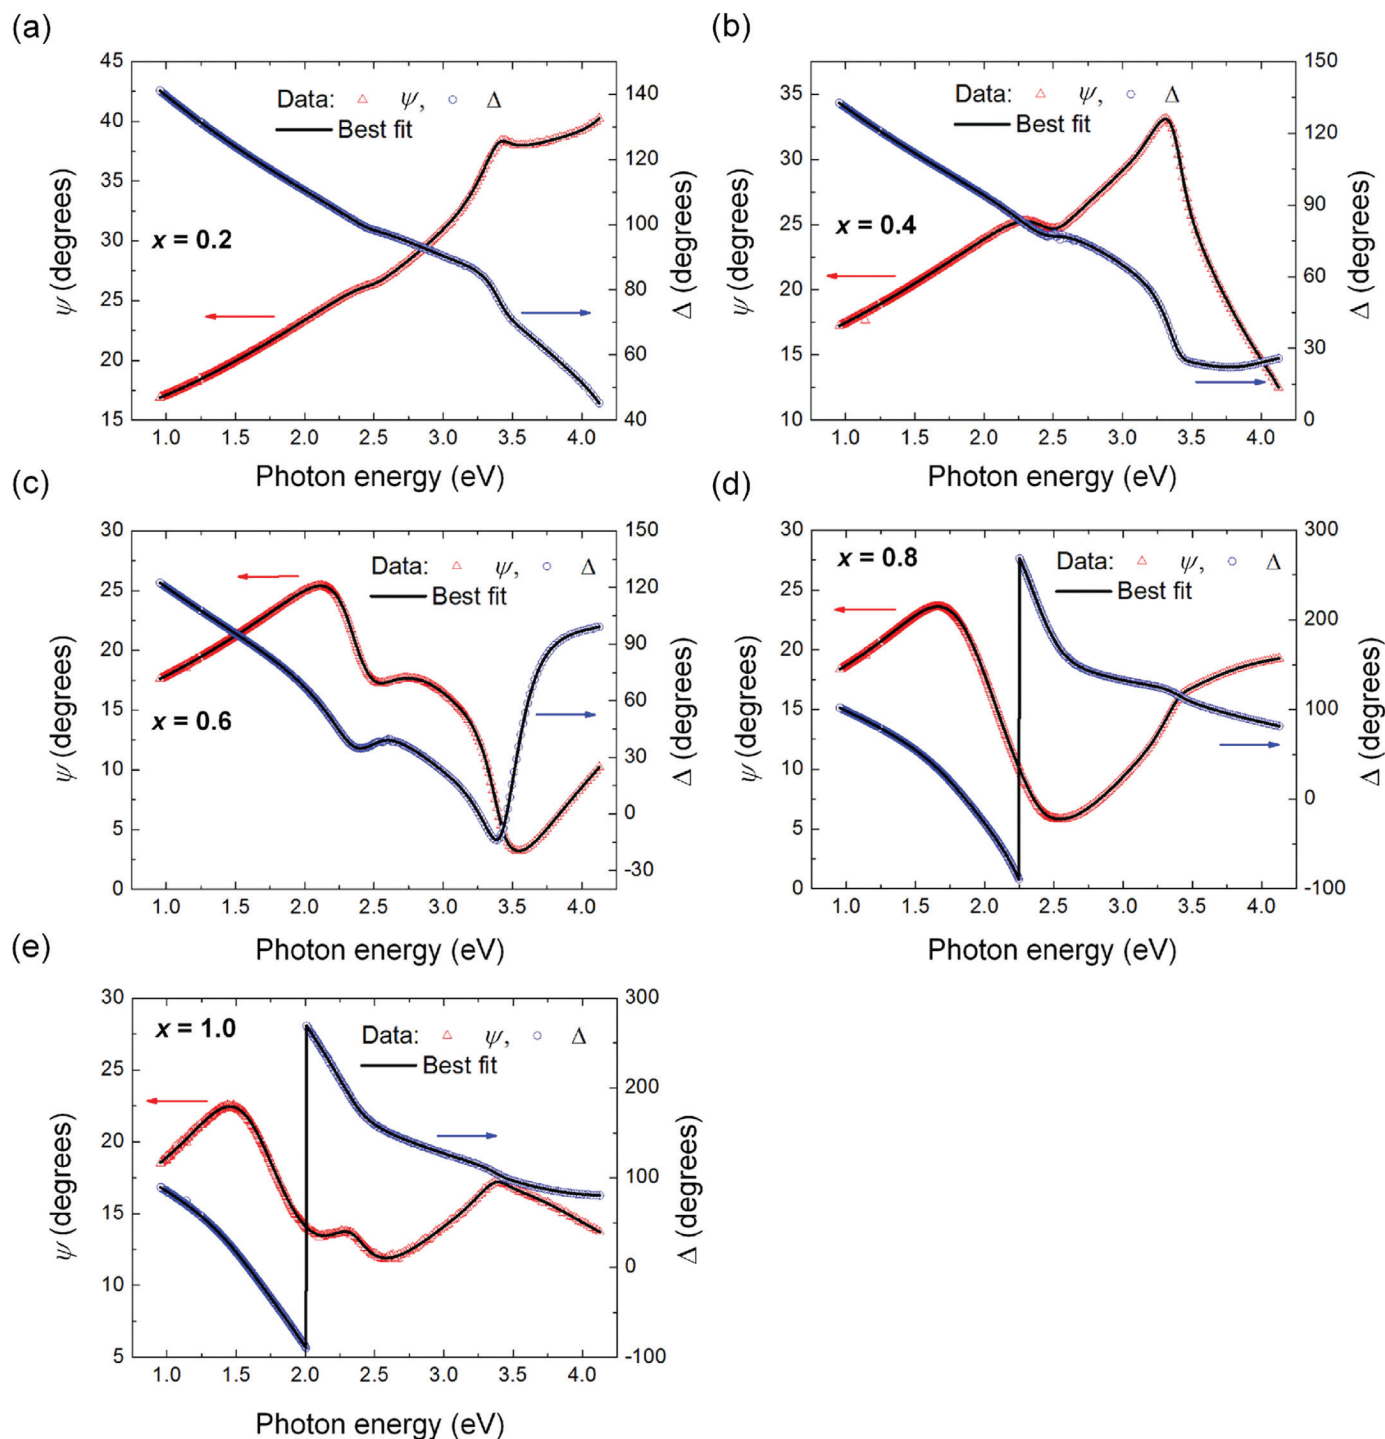 (a)
45
40
35
30
25
20
15
ψ (degrees)
Data: ψ, Δ
Best fit
x = 0.2
140
120
100
80
60
40
Δ (degrees)
1.0 1.5 2.0 2.5 3.0 3.5 4.0
Photon energy (eV)
(b)
35
30
25
20
15
10
ψ (degrees)
Data: ψ, Δ
Best fit
x = 0.4
150
120
90
60
30
0
Δ (degrees)
1.0 1.5 2.0 2.5 3.0 3.5 4.0
Photon energy (eV)
(c)
30
25
20
15
10
5
0
ψ (degrees)
Data: ψ, Δ
Best fit
x = 0.6
150
120
90
60
30
0
-30
Δ (degrees)
1.0 1.5 2.0 2.5 3.0 3.5 4.0
Photon energy (eV)
(d)
30
25
20
15
10
5
0
ψ (degrees)
x = 0.8
Data: ψ, Δ
Best fit
300
200
100
0
-100
Δ (degrees)
1.0 1.5 2.0 2.5 3.0 3.5 4.0
Photon energy (eV)
(e)
30
25
20
15
10
5
ψ (degrees)
x = 1.0
Data: ψ, Δ
Best fit
300
200
100
0
-100
Δ (degrees)
1.0 1.5 2.0 2.5 3.0 3.5 4.0
Photon energy (eV)